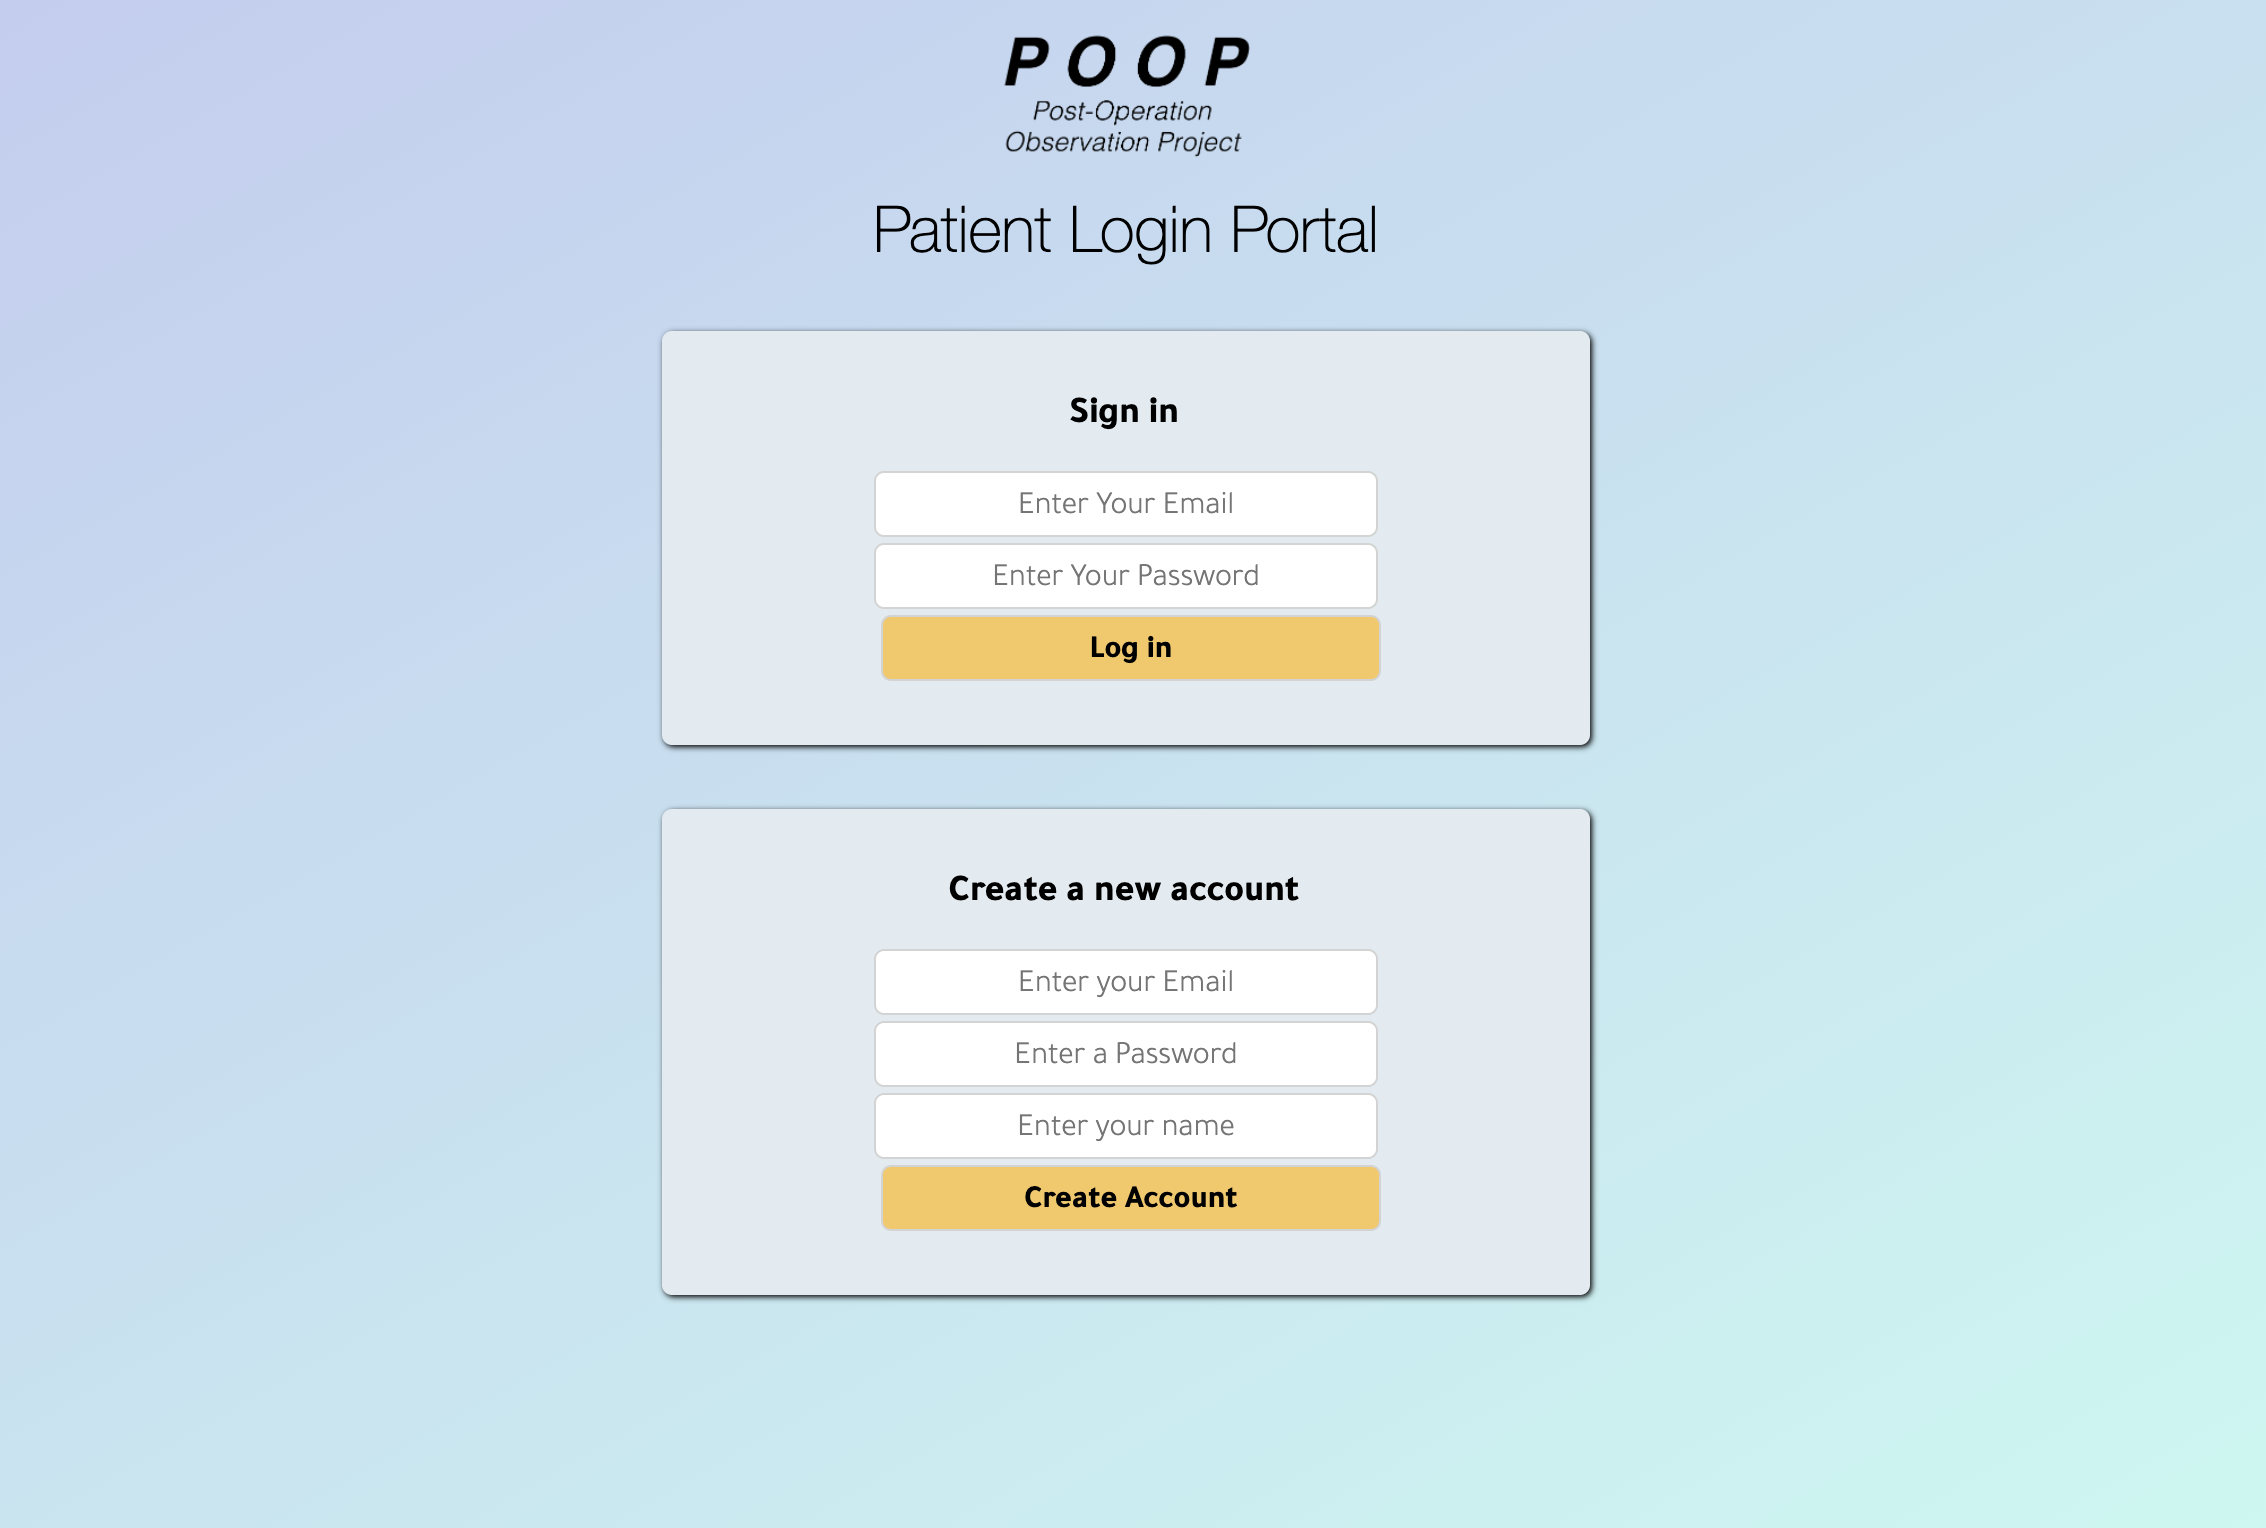 P O O P
Post-Operation
Observation Project
Patient Login Portal
Sign in
Enter Your Email
Enter Your Password
Log in
Create a new account
Enter your Email
Enter a Password
Enter your name
Create Account